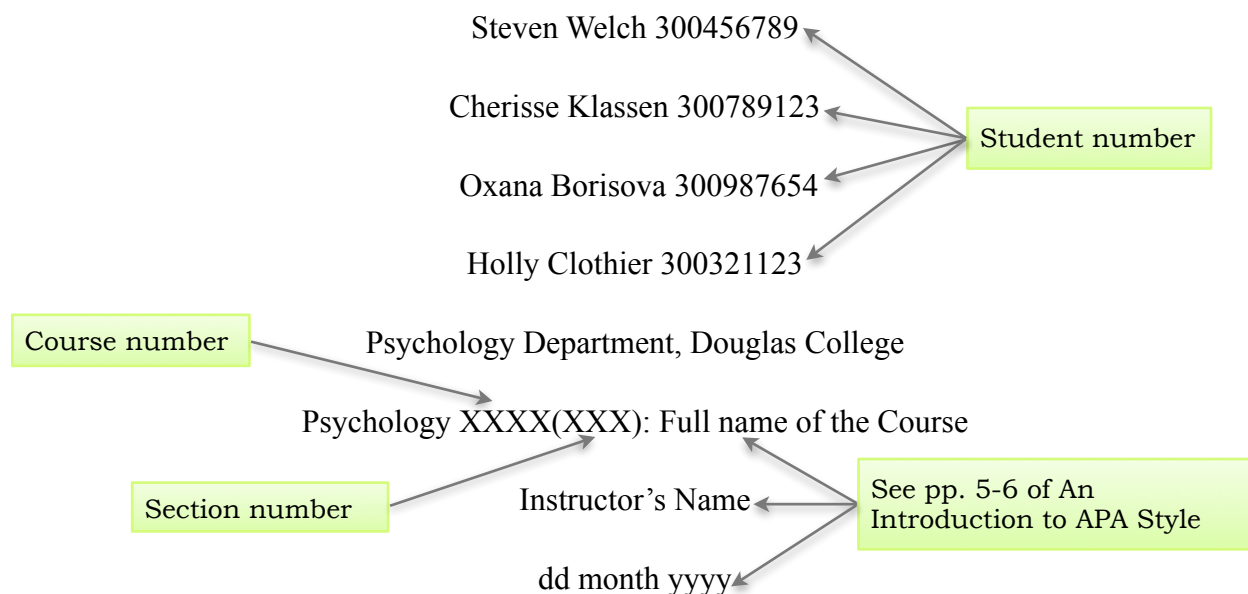 Steven Welch 300456789
Cherisse Klassen 300789123
Student number
Oxana Borisova 300987654
Holly Clothier 300321123
Course number
Psychology Department, Douglas College
Psychology XXXX(XXX): Full name of the Course
Section number
Instructor’s Name
See pp. 5-6 of An
Introduction to APA Style
dd month yyyy